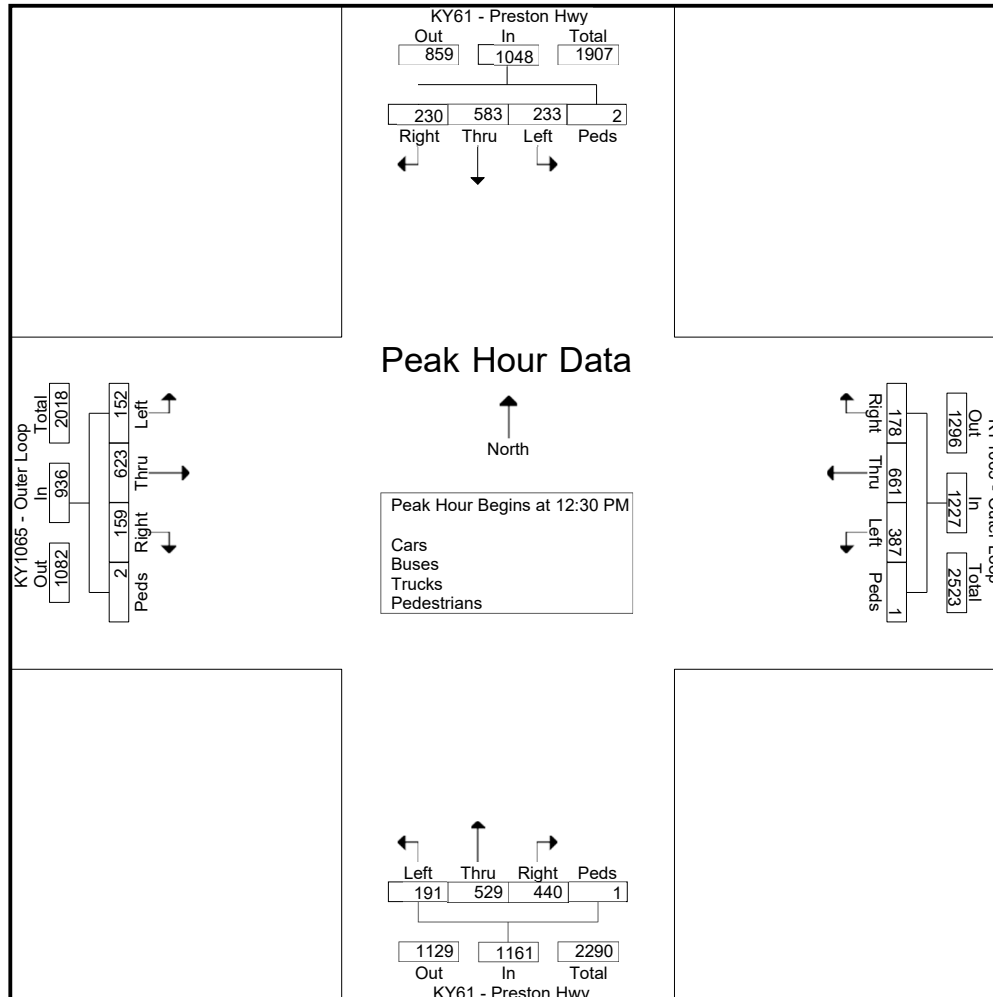 KY61 - Preston Hwy
Out In Total
859 1048 1907
230 583 233 2
Right Thru Left Peds
Peak Hour Data
North
Peak Hour Begins at 12:30 PM
Cars
Buses
Trucks
Pedestrians
KY1065 - Outer Loop
Out In Total
1082 936 2018
152 623 159 2
Left Thru Right Peds
Outer Loop
Out In Total
1296 1227 2523
Right Thru Left Peds
178 661 387 1
Left Thru Right Peds
191 529 440 1
1129 1161 2290
Out In Total
KY61 - Preston Hwy